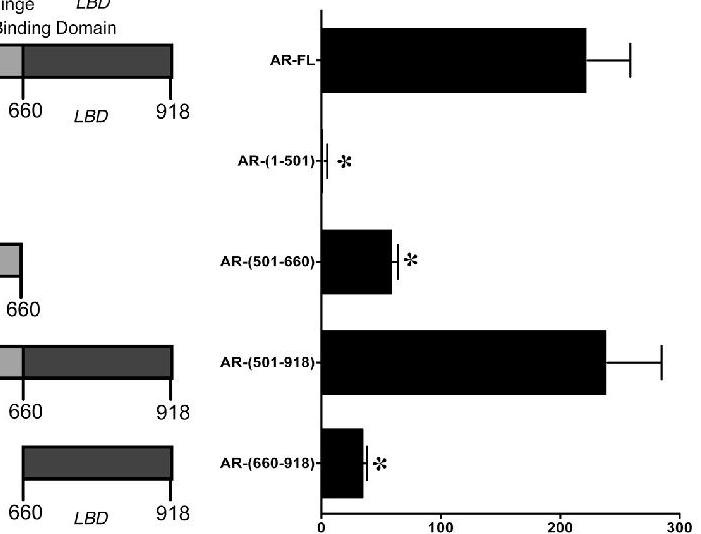 inge LBD
Binding Domain
660 LBD 918
660
660 918
660 LBD 918
AR-FL
AR-(1-501) *
AR-(501-660) *
AR-(501-918)
AR-(660-918) *
0 100 200 300